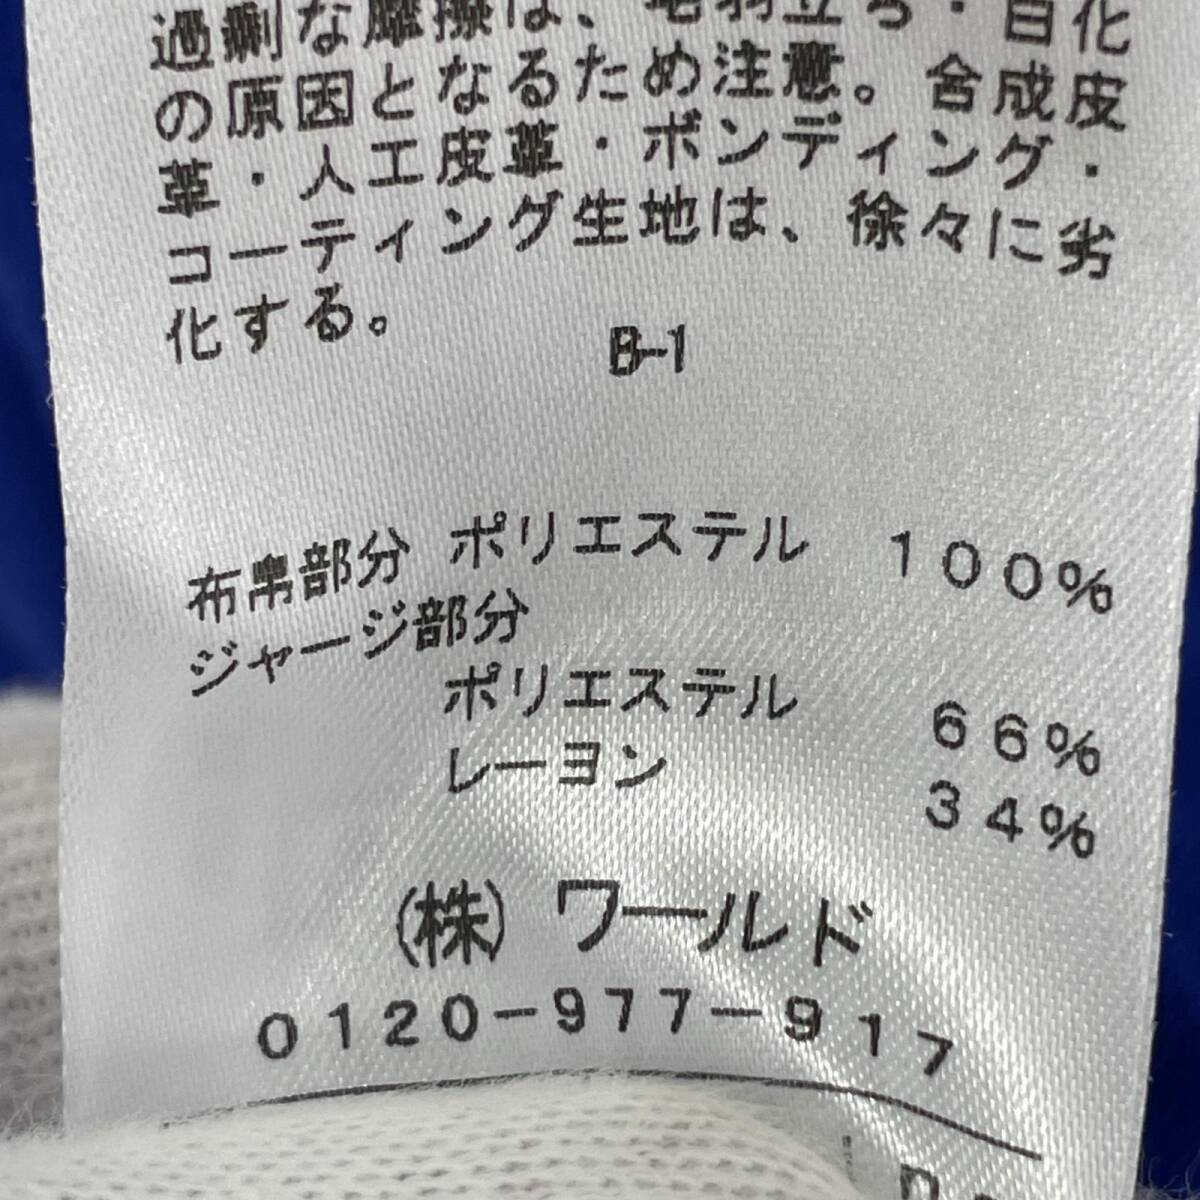 過剰な摩擦は、毛羽立ち・白化
の原因となるため注意。合成皮
革・人工皮革・ボンディング・
コーティング生地は、徐々に劣
化する。
B-1
布帛部分 ポリエステル 100%
ジャージ部分
ポリエステル 66%
レーヨン 34%
(株) ワールド
0120-977-917